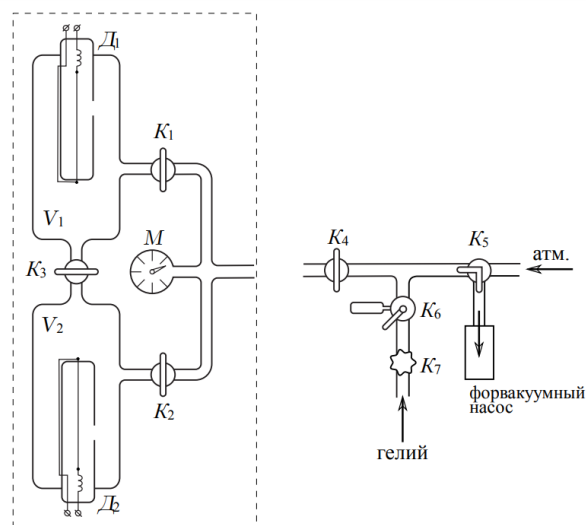 Д1
K1
V1
M
K3
V2
K2
Д2
K4
K5
атм.
K6
K7
форвакуумный
насос
гелий